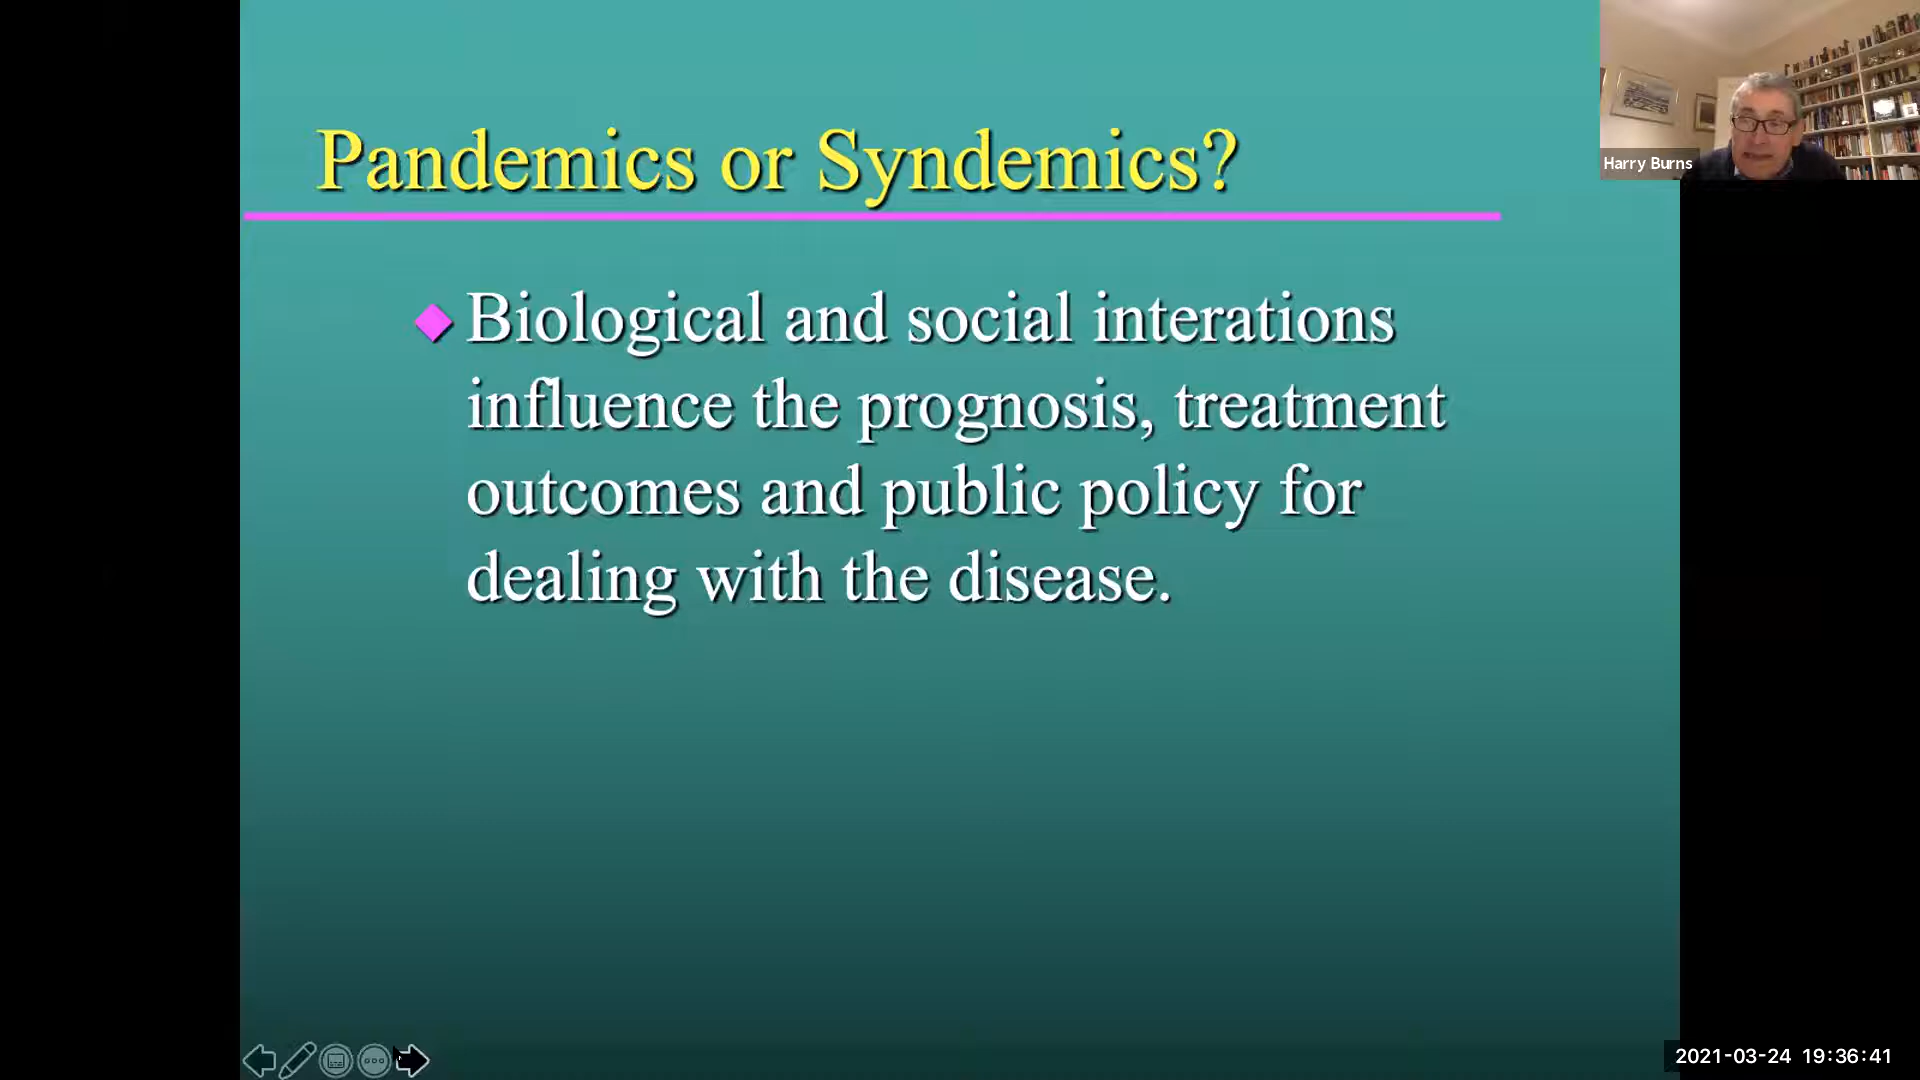 Pandemics or Syndemics?
Biological and social interations
influence the prognosis, treatment
outcomes and public policy for
dealing with the disease.
Harry Burns
2021-03-24 19:36:41